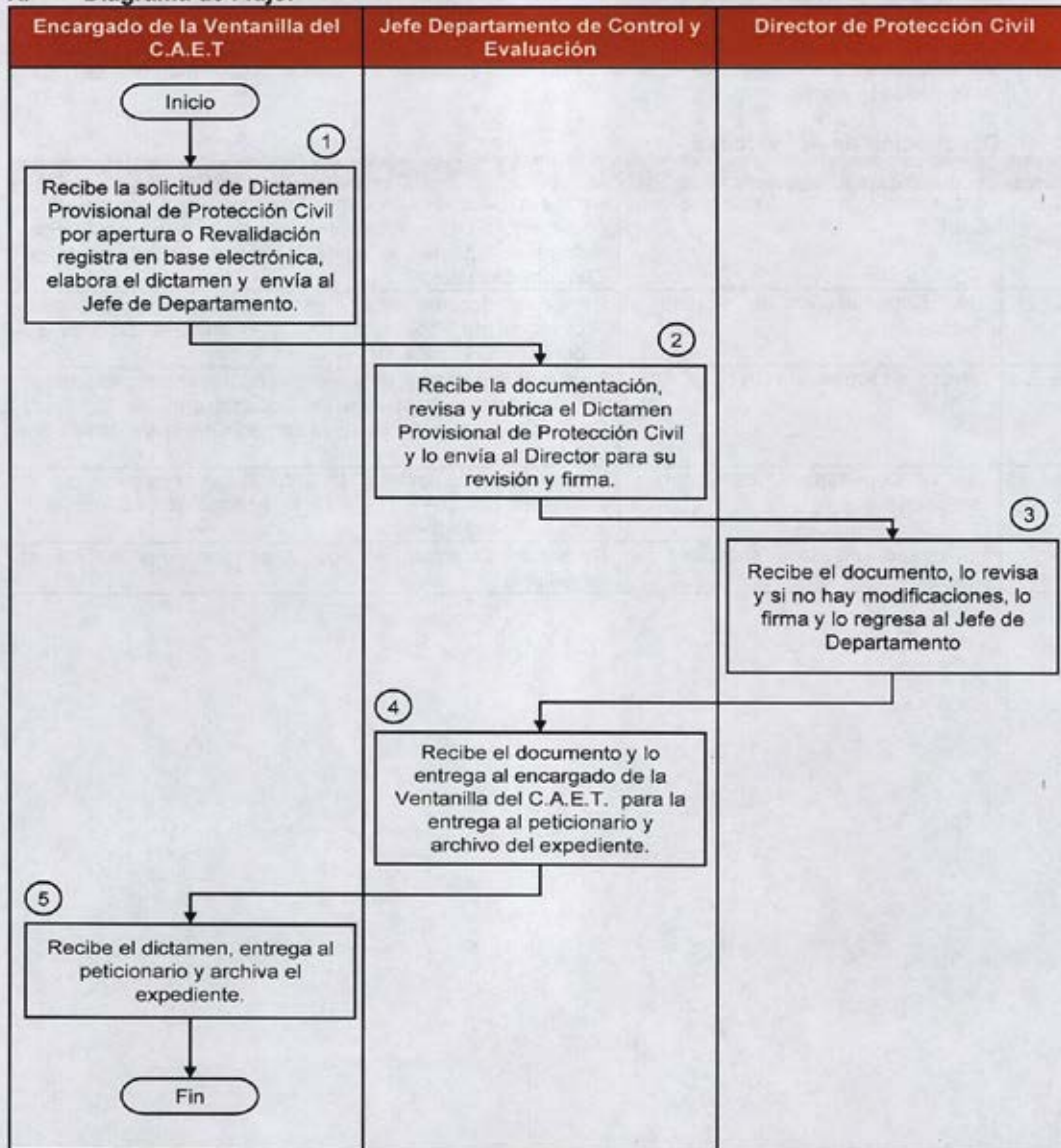 Diagrama de Flujo.
Encargado de la Ventanilla del
C.A.E.T
Jefe Departamento de Control y
Evaluación
Director de Protección Civil
Inicio
1
Recibe la solicitud de Dictamen
Provisional de Protección Civil
por apertura o Revalidación
registra en base electrónica,
elabora el dictamen y envía al
Jefe de Departamento.
2
Recibe la documentación,
revisa y rubrica el Dictamen
Provisional de Protección Civil
y lo envía al Director para su
revisión y firma.
3
Recibe el documento, lo revisa
y si no hay modificaciones, lo
firma y lo regresa al Jefe de
Departamento
4
Recibe el documento y lo
entrega al encargado de la
Ventanilla del C.A.E.T. para la
entrega al peticionario y
archivo del expediente.
5
Recibe el dictamen, entrega al
peticionario y archiva el
expediente.
Fin